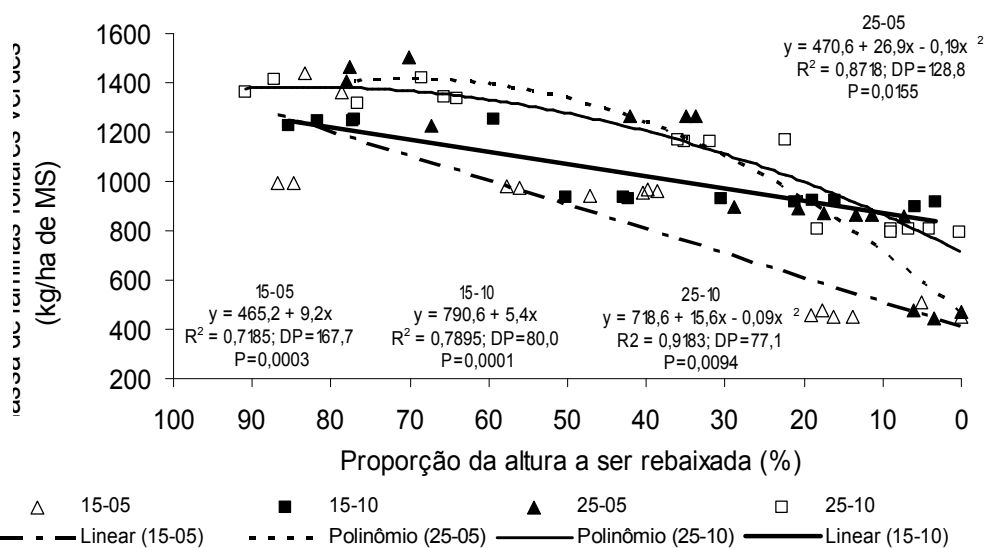 de lâminas foliares verdes
(kg/ha de MS)
1600
1400
1200
1000
800
600
400
200
25-05
y = 470,6 + 26,9x - 0,19x 2
R2 = 0,8718; DP=128,8
P=0,0155
15-05
y = 465,2 + 9,2x
R2 = 0,7185; DP=167,7
P=0,0003
15-10
y = 790,6 + 5,4x
R2 = 0,7895; DP=80,0
P=0,0001
25-10
y = 718,6 + 15,6x - 0,09x 2
R2 = 0,9183; DP=77,1
P=0,0094
100 90 80 70 60 50 40 30 20 10 0
Proporção da altura a ser rebaixada (%)
15-05 15-10 25-05 25-10
Linear (15-05) Polinômio (25-05) Polinômio (25-10) Linear (15-10)